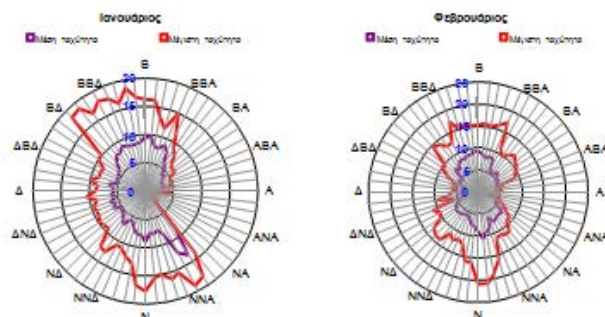 Ιανουάριος
Μέση ταχύτητα Μέγιστη ταχύτητα
Β
ΒΒΔ ΒΒΑ
ΒΔ ΒΑ
ΔΒΔ ΑΒΑ
Δ Α
ΔΝΔ ΑΝΑ
ΝΔ ΝΑ
ΝΝΔ ΝΝΑ
Ν
20
15
10
5
0
Φεβρουάριος
Μέση ταχύτητα Μέγιστη ταχύτητα
Β
ΒΒΔ ΒΒΑ
ΒΔ ΒΑ
ΔΒΔ ΑΒΑ
Δ Α
ΔΝΔ ΑΝΑ
ΝΔ ΝΑ
ΝΝΔ ΝΝΑ
Ν
25
20
15
10
5
0